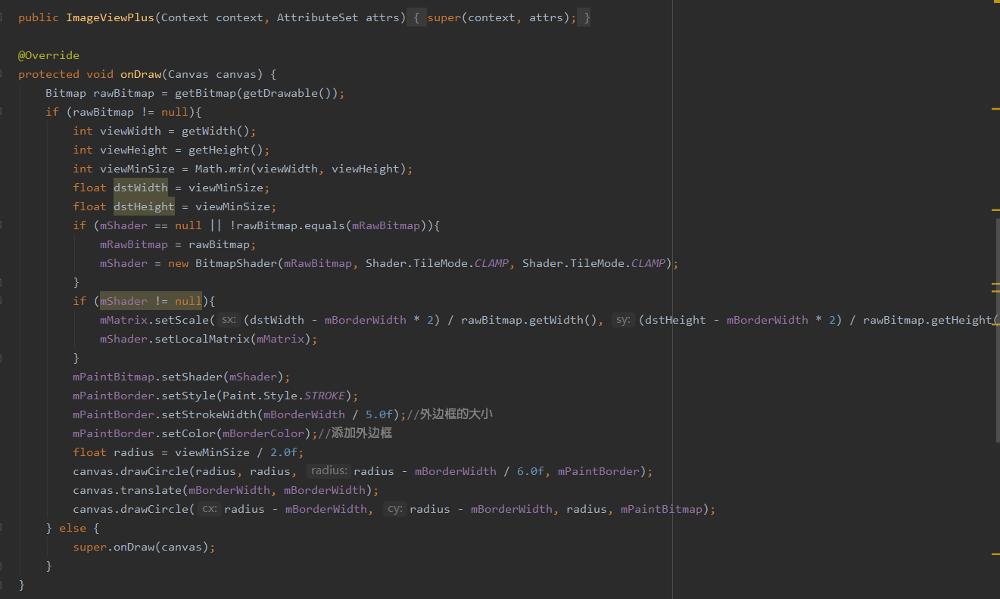 public ImageViewPlus(Context context, AttributeSet attrs) { super(context, attrs); }
@Override
protected void onDraw(Canvas canvas) {
Bitmap rawBitmap = getBitmap(getDrawable());
if (rawBitmap != null){
int viewWidth = getWidth();
int viewHeight = getHeight();
int viewMinSize = Math.min(viewWidth, viewHeight);
float dstWidth = viewMinSize;
float dstHeight = viewMinSize;
if (mShader == null || !rawBitmap.equals(mRawBitmap)){
mRawBitmap = rawBitmap;
mShader = new BitmapShader(mRawBitmap, Shader.TileMode.CLAMP, Shader.TileMode.CLAMP);
}
if (mShader != null){
mMatrix.setScale( sx: (dstWidth - mBorderWidth * 2) / rawBitmap.getWidth(), sy: (dstHeight - mBorderWidth * 2) / rawBitmap.getHeight(
mShader.setLocalMatrix(mMatrix);
}
mPaintBitmap.setShader(mShader);
mPaintBorder.setStyle(Paint.Style.STROKE);
mPaintBorder.setStrokeWidth(mBorderWidth / 5.0f);//外边框的大小
mPaintBorder.setColor(mBorderColor);//添加外边框
float radius = viewMinSize / 2.0f;
canvas.drawCircle(radius, radius, radius: radius - mBorderWidth / 6.0f, mPaintBorder);
canvas.translate(mBorderWidth, mBorderWidth);
canvas.drawCircle( cx: radius - mBorderWidth, cy: radius - mBorderWidth, radius, mPaintBitmap);
} else {
super.onDraw(canvas);
}
}